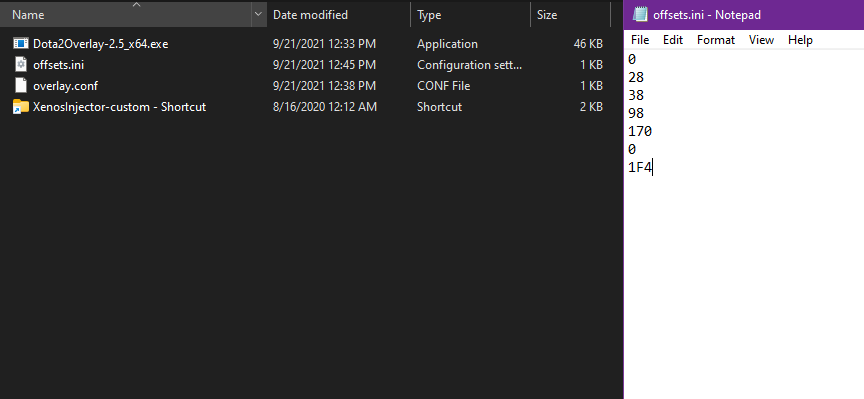 Name Date modified Type Size
Dota2Overlay-2.5_x64.exe 9/21/2021 12:33 PM Application 46 KB
offsets.ini 9/21/2021 12:45 PM Configuration sett... 1 KB
overlay.conf 9/21/2021 12:38 PM CONF File 1 KB
XenosInjector-custom - Shortcut 8/16/2020 12:12 AM Shortcut 2 KB
offsets.ini - Notepad
File Edit Format View Help
0
28
38
98
170
0
1F4